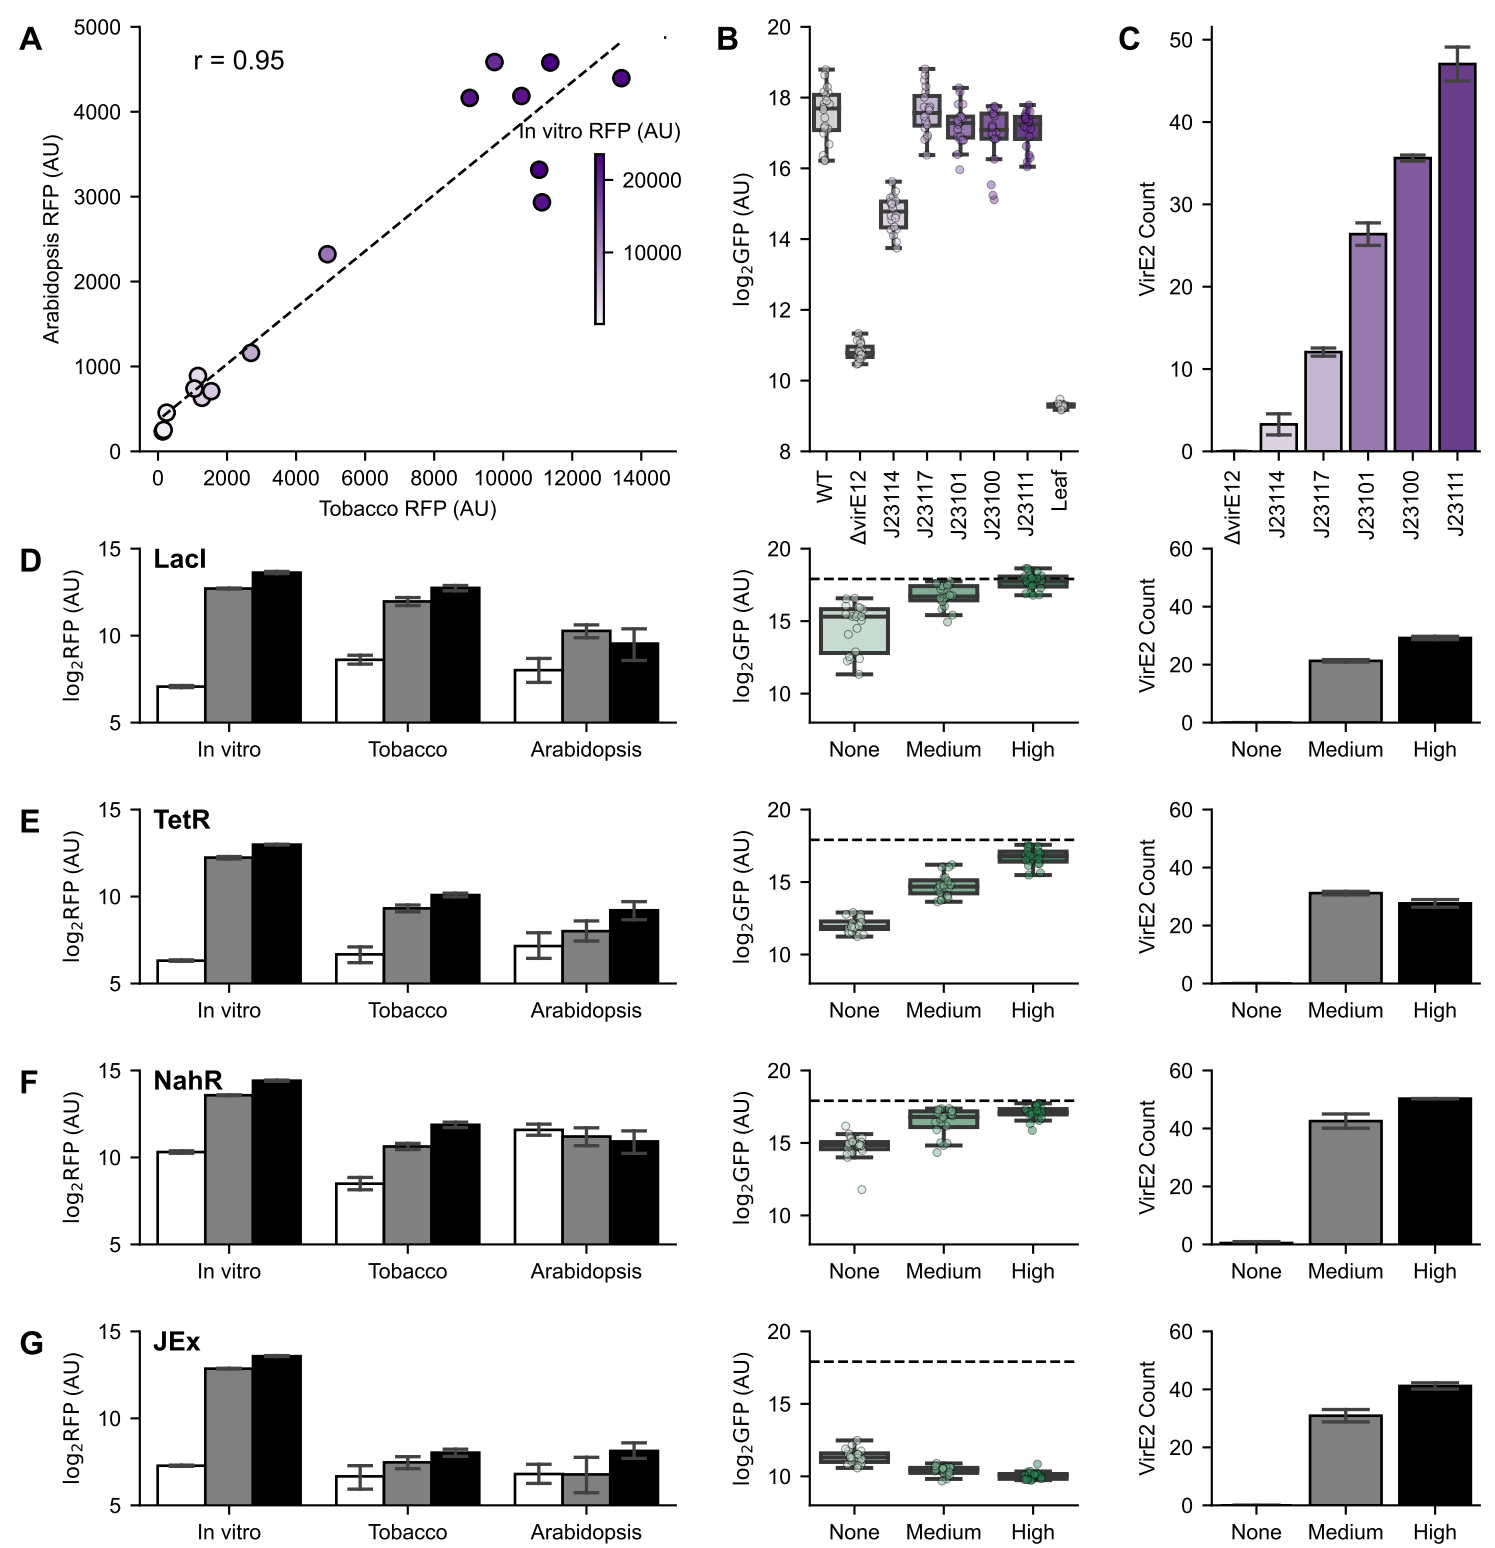 A
r = 0.95
5000
4000
3000
2000
1000
0
Arabidopsis RFP (AU)
0 2000 4000 6000 8000 10000 12000 14000
Tobacco RFP (AU)
In vitro RFP (AU)
20000
10000
B
20
18
16
14
12
10
8
log2GFP (AU)
WT
ΔvirE12
J23114
J23117
J23101
J23100
J23111
Leaf
C
50
40
30
20
10
0
VirE2 Count
ΔvirE12
J23114
J23117
J23101
J23100
J23111
D
LacI
15
10
5
log2RFP (AU)
In vitro Tobacco Arabidopsis
20
15
10
log2GFP (AU)
None Medium High
60
40
20
0
VirE2 Count
None Medium High
E
TetR
15
10
5
log2RFP (AU)
In vitro Tobacco Arabidopsis
20
15
10
log2GFP (AU)
None Medium High
60
40
20
0
VirE2 Count
None Medium High
F
NahR
15
10
5
log2RFP (AU)
In vitro Tobacco Arabidopsis
20
15
10
log2GFP (AU)
None Medium High
60
40
20
0
VirE2 Count
None Medium High
G
JEx
15
10
5
log2RFP (AU)
In vitro Tobacco Arabidopsis
20
15
10
log2GFP (AU)
None Medium High
60
40
20
0
VirE2 Count
None Medium High